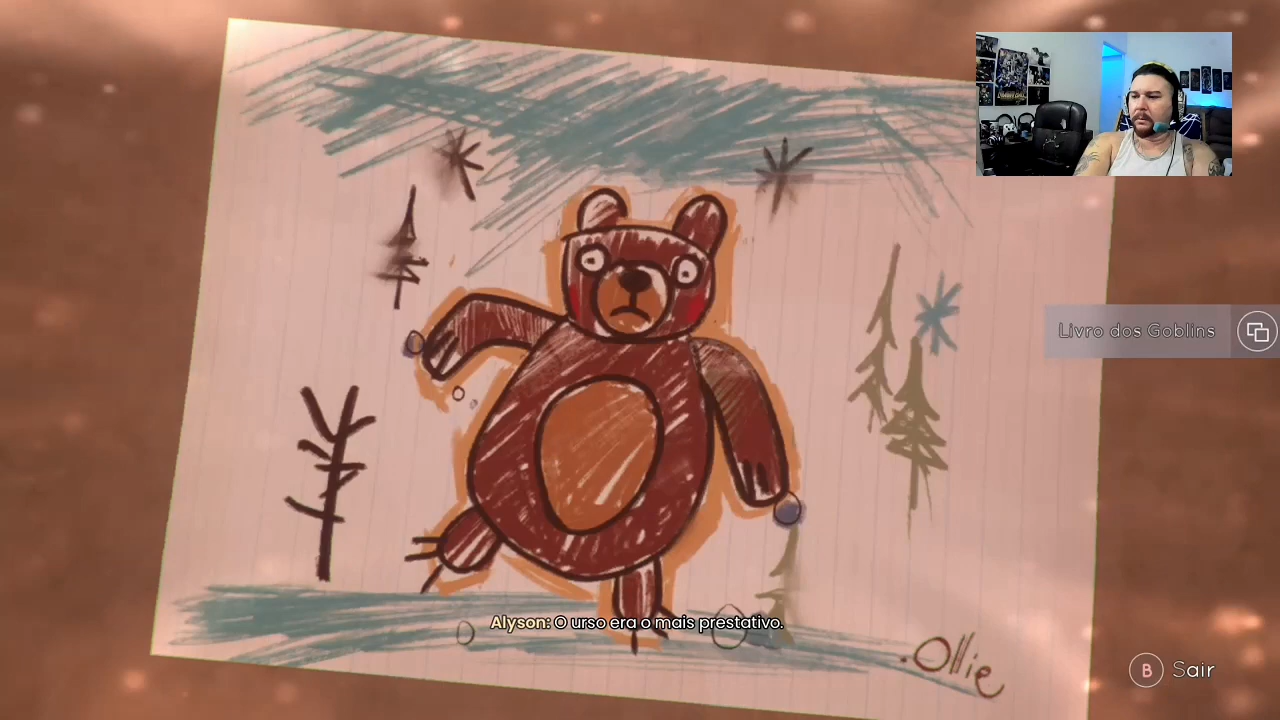 Livro dos Goblins
Alyson: O urso era o mais prestativo.
.Ollie
B Sair